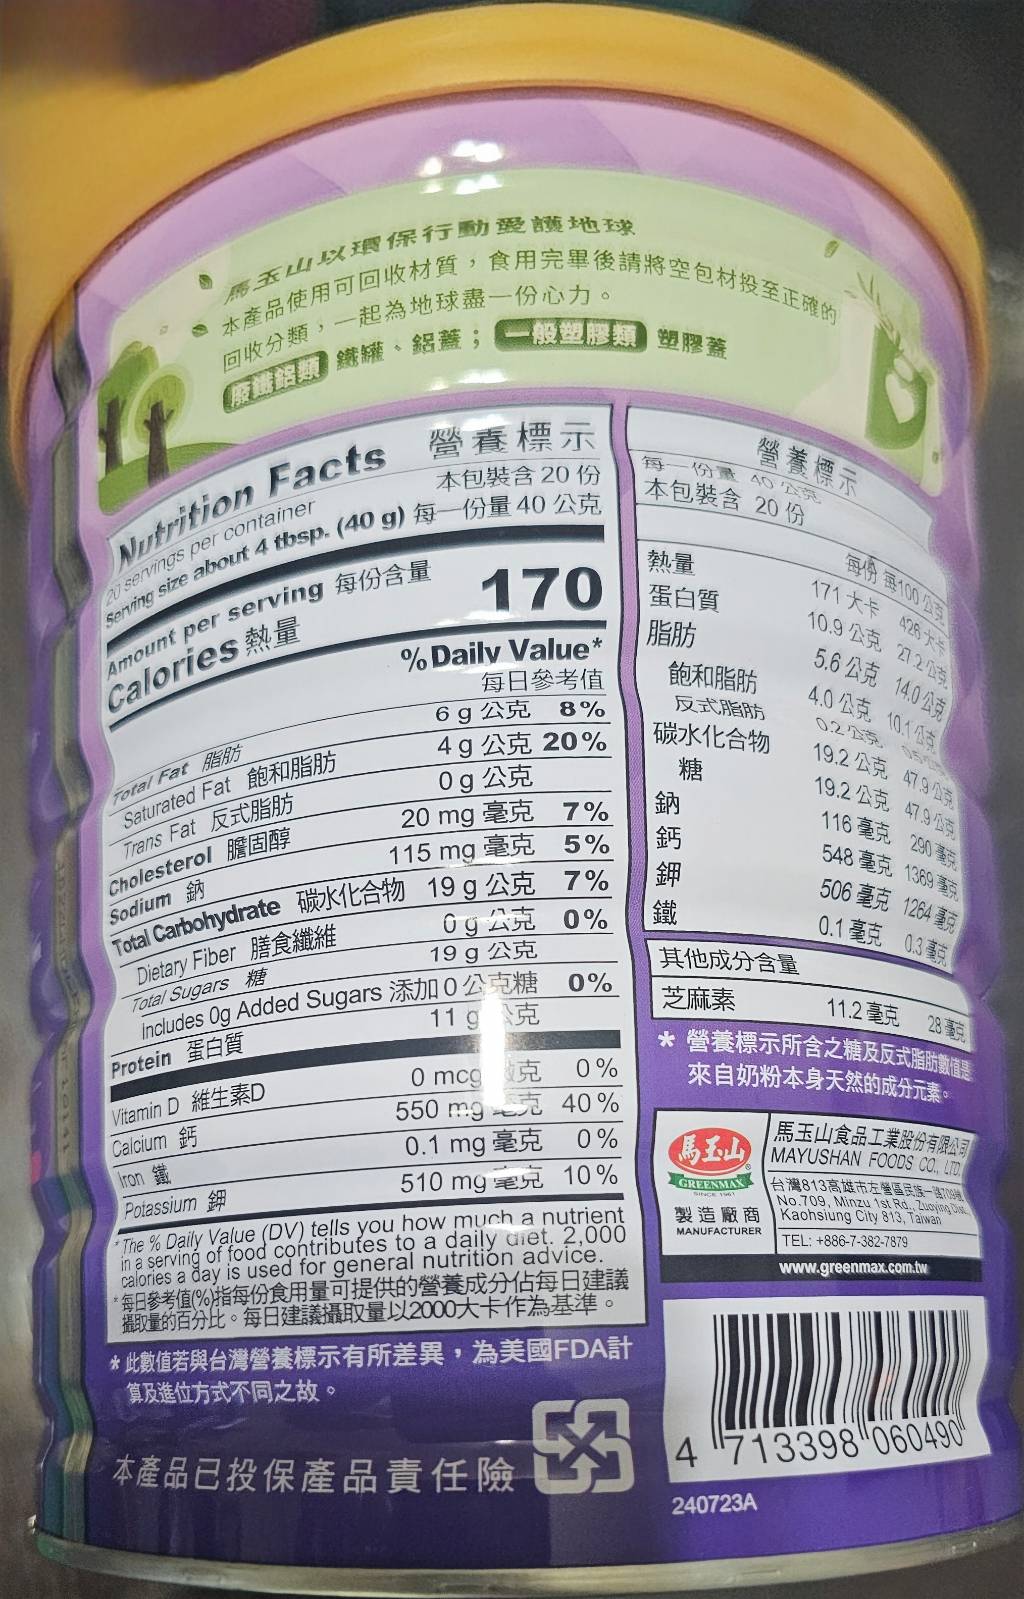 馬玉山以環保行動愛護地球
本產品使用可回收材質，食用完畢後請將空包材投至正確的
回收分類，一起為地球盡一份心力。
廢鐵鋁類 鐵罐、鋁蓋； 一般塑膠類 塑膠蓋
Nutrition Facts 營養標示
20 servings per container 本包裝含 20 份
Serving size about 4 tbsp. (40 g) 每一份量 40 公克
Amount per serving 每份含量
Calories 熱量 170
% Daily Value*
每日參考值
Total Fat 脂肪 6 g 公克 8%
Saturated Fat 飽和脂肪 4 g 公克 20%
Trans Fat 反式脂肪 0 g 公克
Cholesterol 膽固醇 20 mg 毫克 7%
Sodium 鈉 115 mg 毫克 5%
Total Carbohydrate 碳水化合物 19 g 公克 7%
Dietary Fiber 膳食纖維 0 g 公克 0%
Total Sugars 糖 19 g 公克
Includes 0g Added Sugars 添加 0 公克糖 0%
Protein 蛋白質 11 g 公克
Vitamin D 維生素D 0 mcg 微克 0%
Calcium 鈣 550 mg 毫克 40%
Iron 鐵 0.1 mg 毫克 0%
Potassium 鉀 510 mg 毫克 10%
*The % Daily Value (DV) tells you how much a nutrient
in a serving of food contributes to a daily diet. 2,000
calories a day is used for general nutrition advice.
*每日參考值(%)指每份食用量可提供的營養成分佔每日建議
攝取量的百分比。每日建議攝取量以2000大卡作為基準。
* 此數值若與台灣營養標示有所差異，為美國FDA計
算及進位方式不同之故。
本產品已投保產品責任險
營養標示
每一份量 40 公克
本包裝含 20 份
每份 每100公克
熱量 171 大卡 426 大卡
蛋白質 10.9 公克 27.2 公克
脂肪 5.6 公克 14.0 公克
飽和脂肪 4.0 公克 10.1 公克
反式脂肪 0.2 公克 0.5 公克
碳水化合物 19.2 公克 47.9 公克
糖 19.2 公克 47.9 公克
鈉 116 毫克 290 毫克
鈣 548 毫克 1369 毫克
鉀 506 毫克 1264 毫克
鐵 0.1 毫克 0.3 毫克
其他成分含量
芝麻素 11.2 毫克 28 毫克
* 營養標示所含之糖及反式脂肪數值是
來自奶粉本身天然的成分元素。
馬玉山®
GREENMAX
SINCE 1961
製造廠商
MANUFACTURER
馬玉山食品工業股份有限公司
MAYUSHAN FOODS CO., LTD.
台灣813高雄市左營區民族一路709號
No.709, Minzu 1st Rd., Zuoying Dist.,
Kaohsiung City 813, Taiwan
TEL: +886-7-382-7879
www.greenmax.com.tw
4 713398 060490
240723A